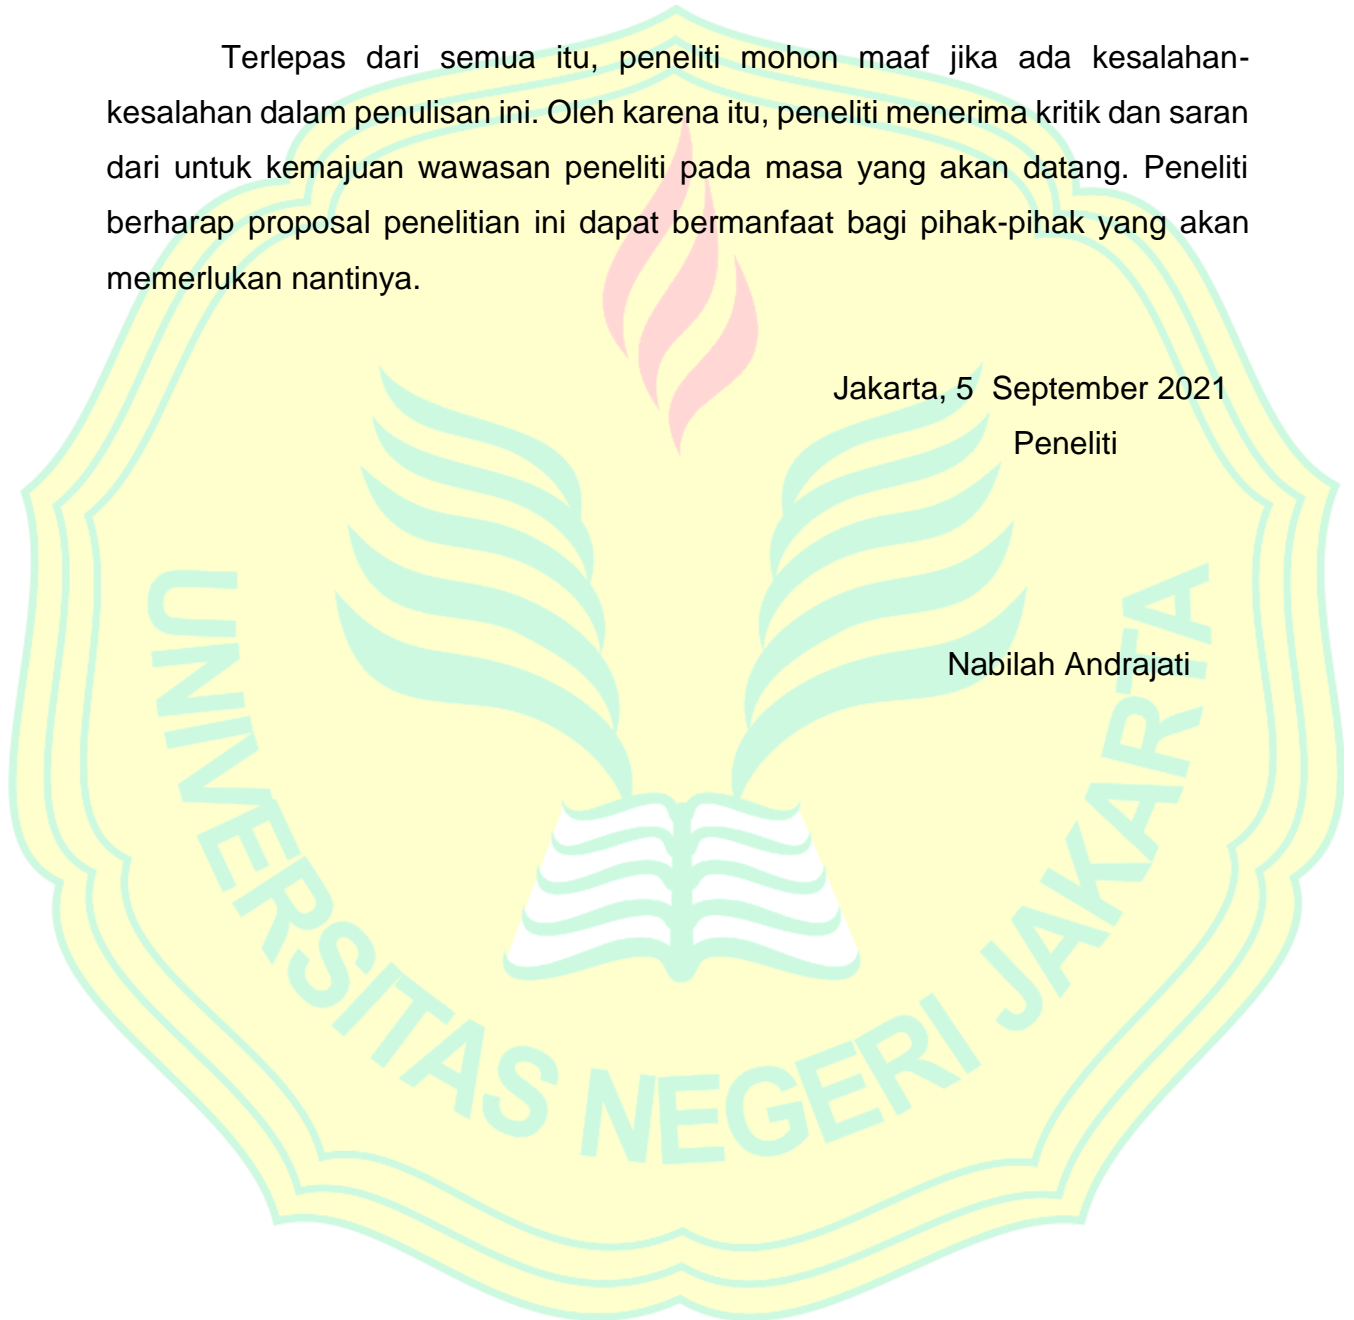 Terlepas dari semua itu, peneliti mohon maaf jika ada kesalahan-
kesalahan dalam penulisan ini. Oleh karena itu, peneliti menerima kritik dan saran
dari untuk kemajuan wawasan peneliti pada masa yang akan datang. Peneliti
berharap proposal penelitian ini dapat bermanfaat bagi pihak-pihak yang akan
memerlukan nantinya.
Jakarta, 5  September 2021
Peneliti
Nabilah Andrajati
UNIVERSITAS NEGERI JAKARTA